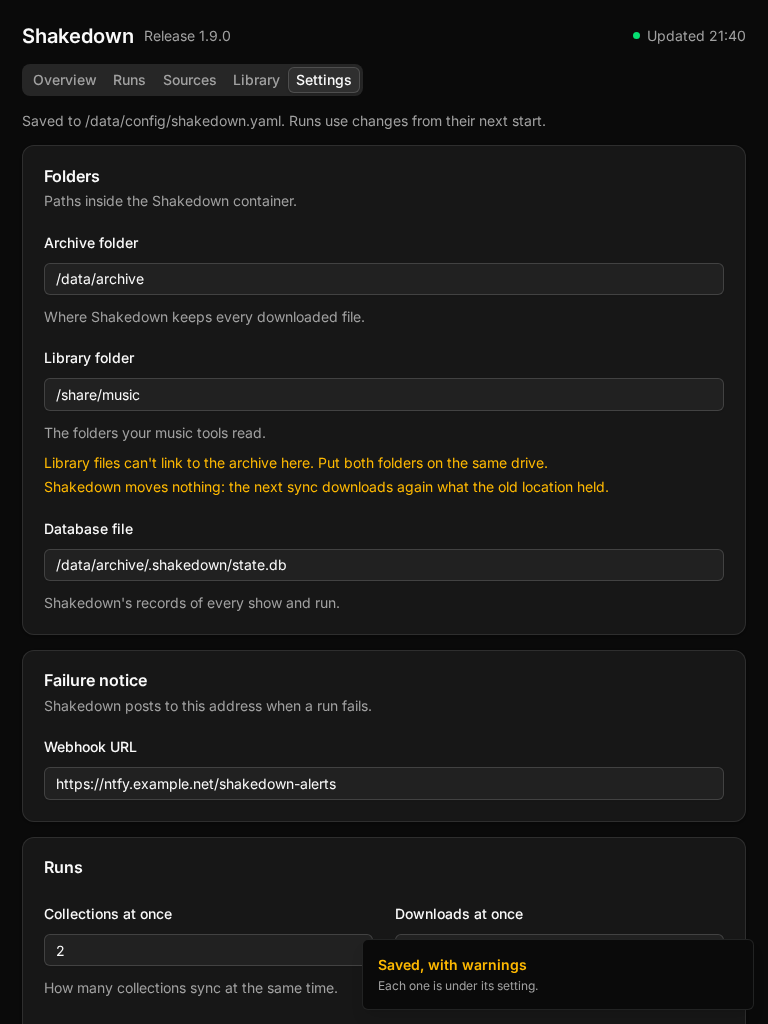 Shakedown Release 1.9.0
Updated 21:40
Overview Runs Sources Library Settings
Saved to /data/config/shakedown.yaml. Runs use changes from their next start.
Folders
Paths inside the Shakedown container.
Archive folder
/data/archive
Where Shakedown keeps every downloaded file.
Library folder
/share/music
The folders your music tools read.
Library files can't link to the archive here. Put both folders on the same drive.
Shakedown moves nothing: the next sync downloads again what the old location held.
Database file
/data/archive/.shakedown/state.db
Shakedown's records of every show and run.
Failure notice
Shakedown posts to this address when a run fails.
Webhook URL
https://ntfy.example.net/shakedown-alerts
Runs
Collections at once
2
How many collections sync at the same time.
Downloads at once
Saved, with warnings
Each one is under its setting.